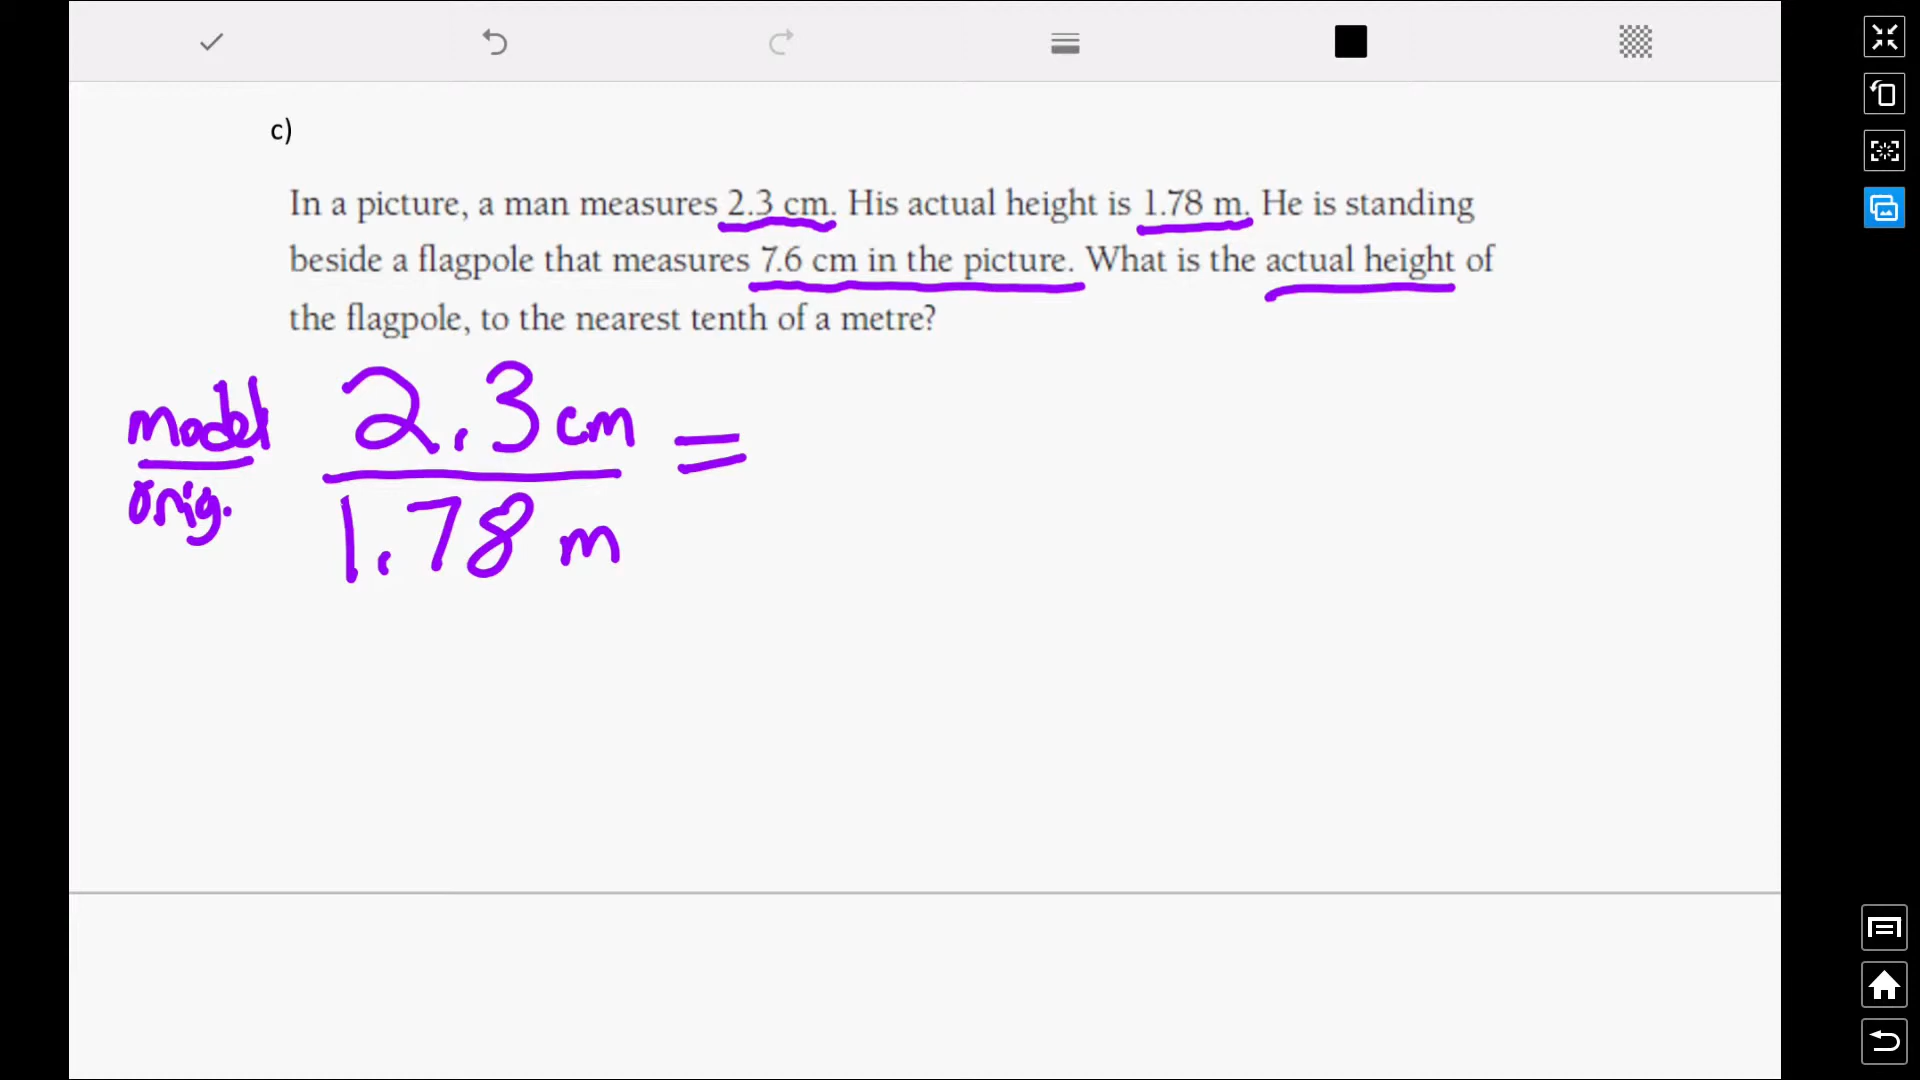 c)
In a picture, a man measures 2.3 cm. His actual height is 1.78 m. He is standing
beside a flagpole that measures 7.6 cm in the picture. What is the actual height of
the flagpole, to the nearest tenth of a metre?
model 2.3 cm =
orig. 1.78 m